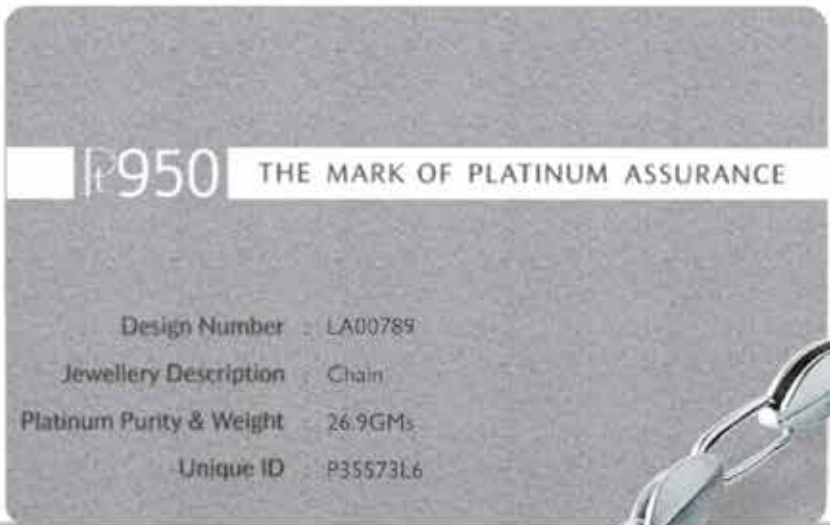 Pt950 THE MARK OF PLATINUM ASSURANCE
Design Number : LA00789
Jewellery Description : Chain
Platinum Purity & Weight : 26.9GMs
Unique ID : P35573L6